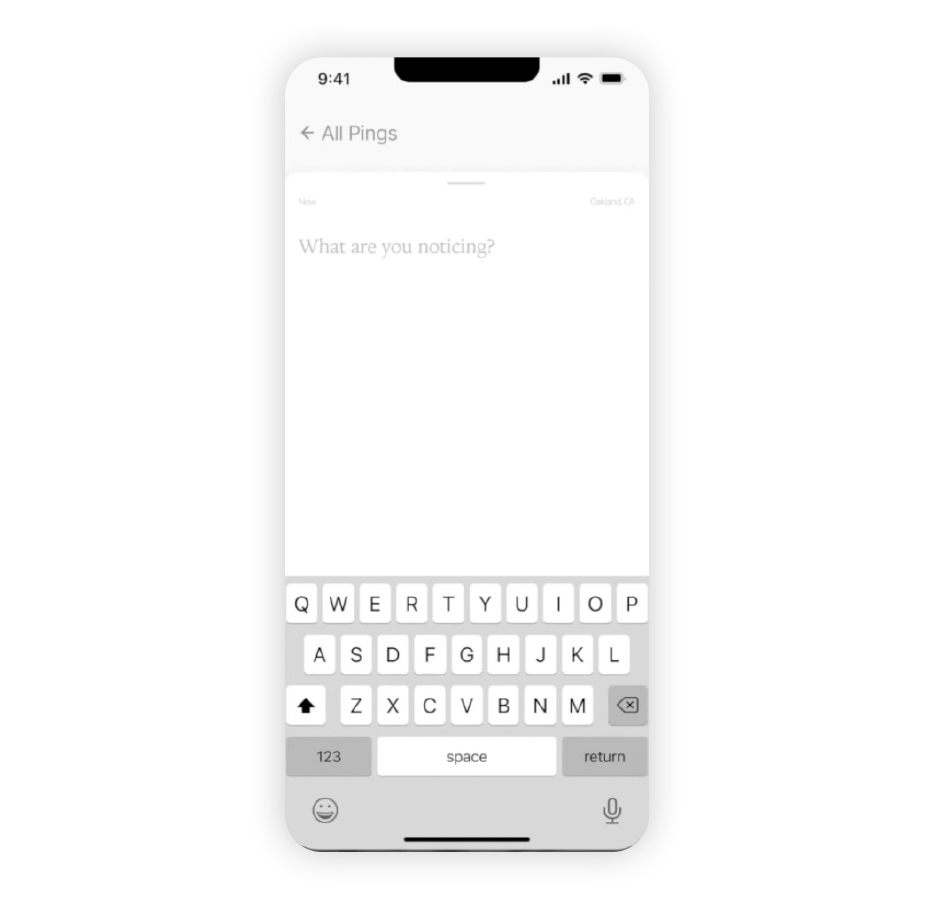 9:41
← All Pings
Now
Oakland, CA
What are you noticing?
Q W E R T Y U I O P
A S D F G H J K L
Z X C V B N M
123 space return